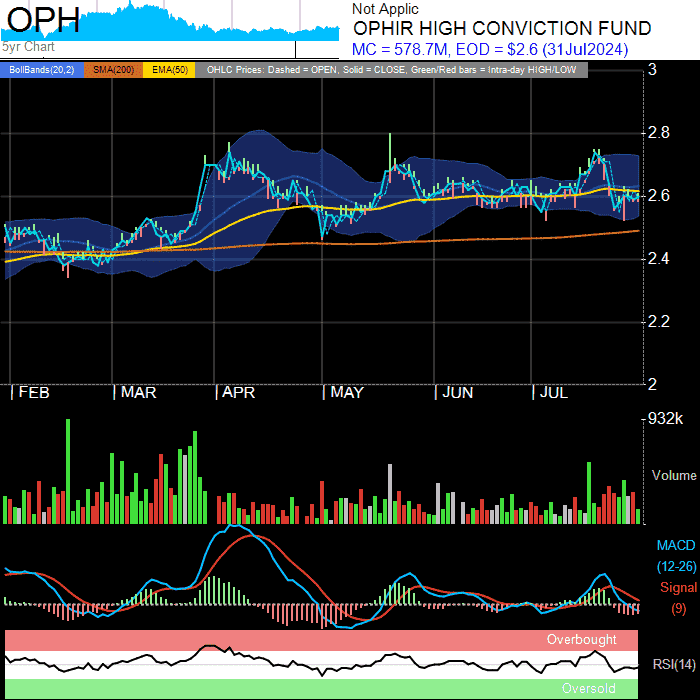 OPH
5yr Chart
Not Applic
OPHIR HIGH CONVICTION FUND
MC = 578.7M, EOD = $2.6 (31Jul2024)
BollBands(20,2) SMA(200) EMA(50) OHLC Prices: Dashed = OPEN, Solid = CLOSE, Green/Red bars = Intra-day HIGH/LOW
3
2.8
2.6
2.4
2.2
2
FEB MAR APR MAY JUN JUL
932k
Volume
MACD
(12-26)
Signal
(9)
Overbought
RSI(14)
Oversold